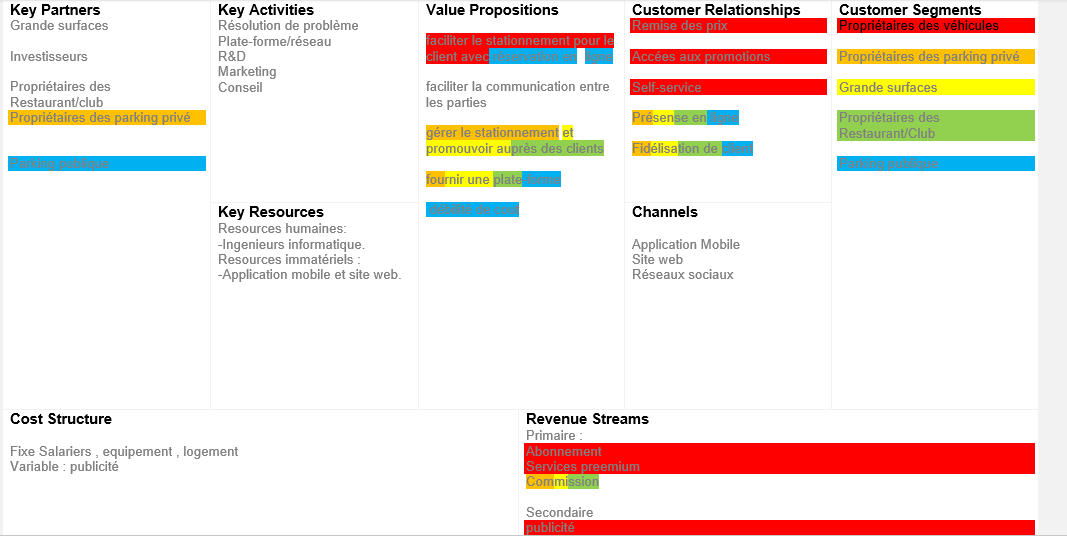 Key Partners
Grande surfaces
Investisseurs
Propriétaires des
Restaurant/club
Propriétaires des parking privé
Parking publique
Key Activities
Résolution de problème
Plate-forme/réseau
R&D
Marketing
Conseil
Key Resources
Resources humaines:
-Ingenieurs informatique.
Resources immatériels :
-Application mobile et site web.
Value Propositions
faciliter le stationnement pour le
client avec réservation
faciliter la communication entre
les parties
gérer le stationnement et
promouvoir auprès des clients
fournir une plate-forme
Customer Relationships
Remise des prix
Accées aux promotions
Self-service
Présense en ligne
Fidélisation de client
Channels
Application Mobile
Site web
Réseaux sociaux
Customer Segments
Propriétaires des véhicules
Propriétaires des parking privé
Grande surfaces
Propriétaires des
Restaurant/Club
Parking publique
Cost Structure
Fixe Salariers , equipement , logement
Variable : publicité
Revenue Streams
Primaire :
Abonnement
Services preemium
Commission
Secondaire
publicité